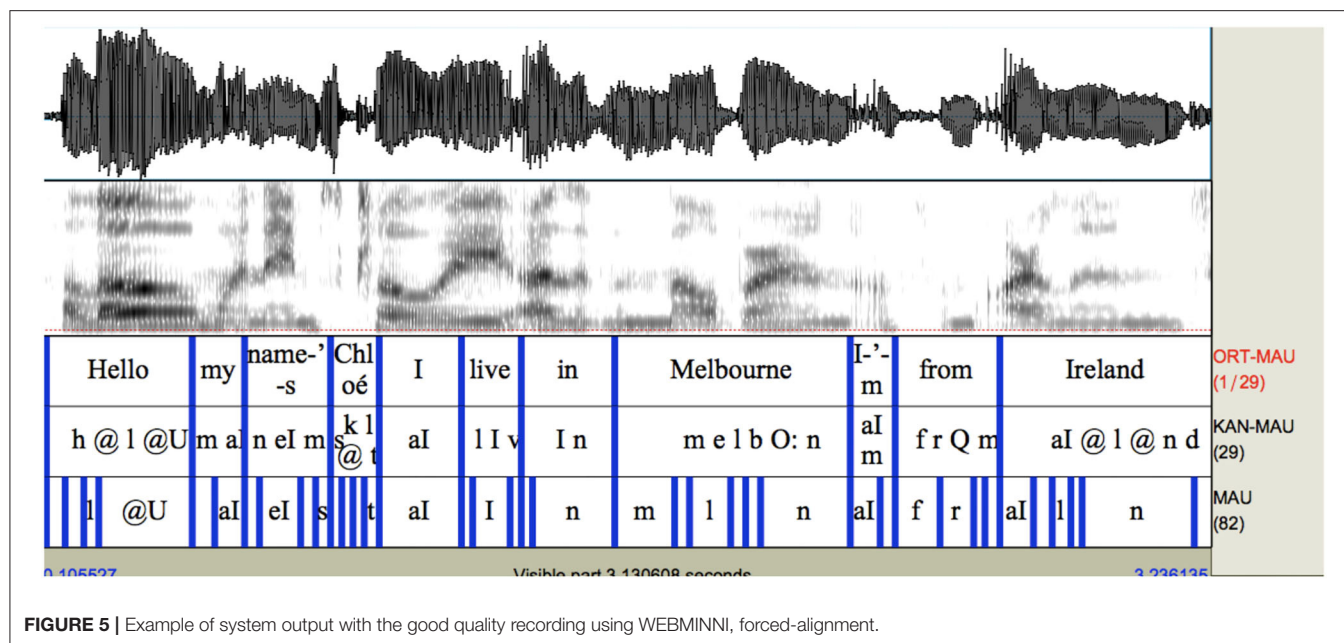 Hello my name-'-s Chloé I live in Melbourne I-'-m from Ireland ORT-MAU (1/29)
h @ l @U m aI n eI m s k l @ t aI l I v I n m e l b O: n aI m f r Q m aI @ l @ n d KAN-MAU (29)
l @U aI eI s t aI I n m l n aI f r aI l n MAU (82)
0.105527 Visible part 3.130608 seconds 3.236135
FIGURE 5 | Example of system output with the good quality recording using WEBMINNI, forced-alignment.